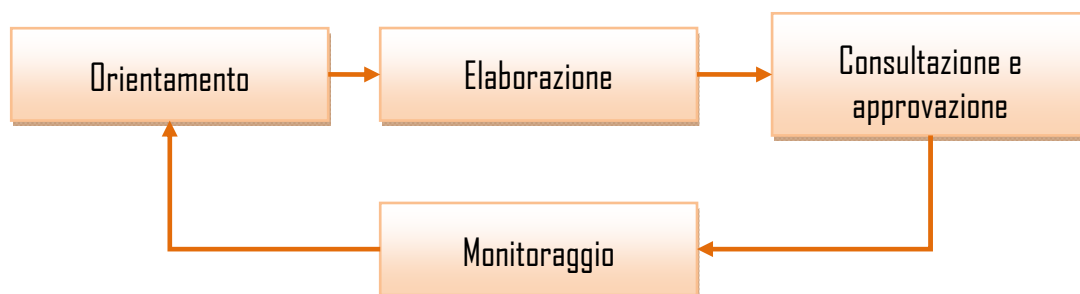 Orientamento
Elaborazione
Consultazione e
approvazione
Monitoraggio